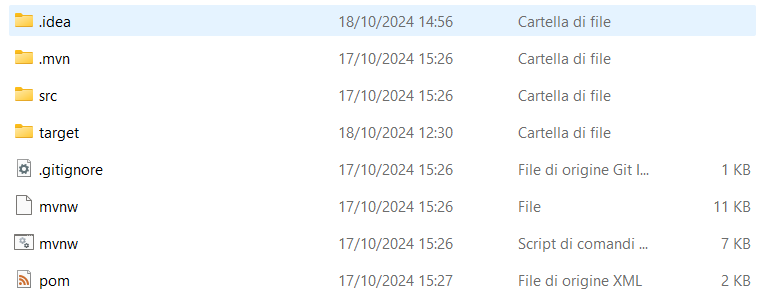 .idea 18/10/2024 14:56 Cartella di file
.mvn 17/10/2024 15:26 Cartella di file
src 17/10/2024 15:26 Cartella di file
target 18/10/2024 12:30 Cartella di file
.gitignore 17/10/2024 15:26 File di origine Git I... 1 KB
mvnw 17/10/2024 15:26 File 11 KB
mvnw 17/10/2024 15:26 Script di comandi ... 7 KB
pom 17/10/2024 15:27 File di origine XML 2 KB